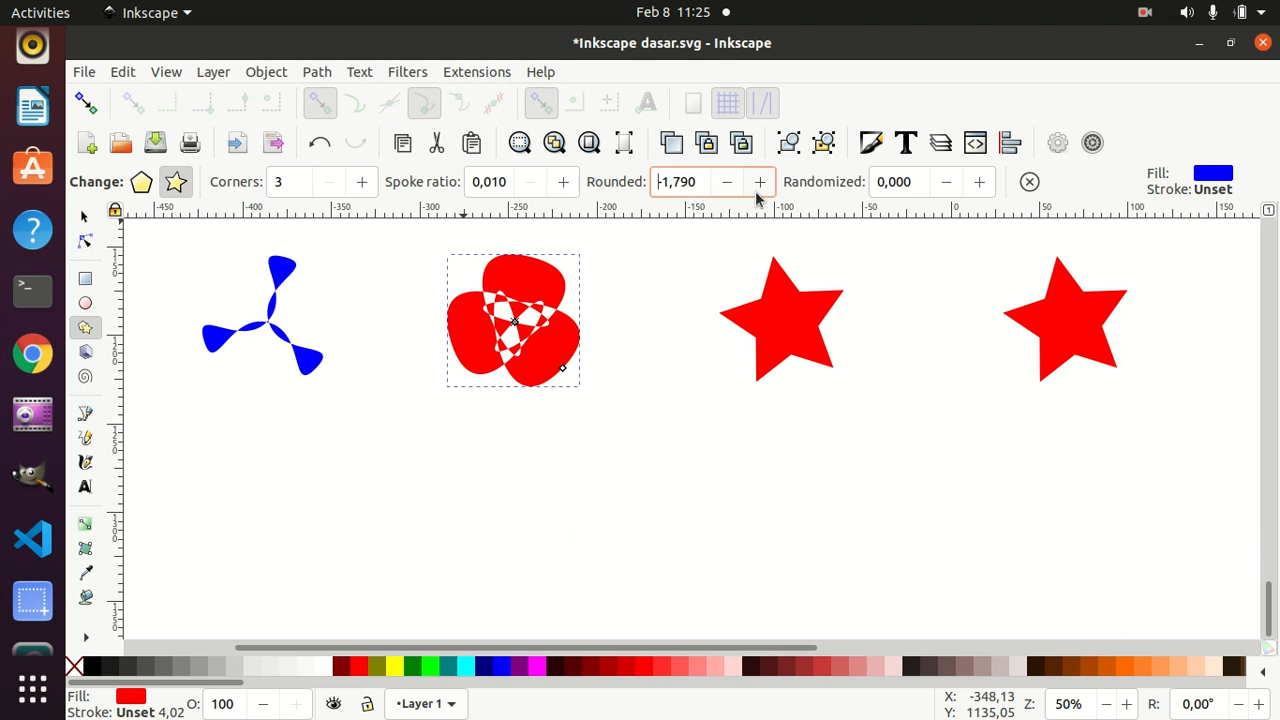 Activities
Inkscape
Feb 8 11:25
*Inkscape dasar.svg - Inkscape
File Edit View Layer Object Path Text Filters Extensions Help
Change: Corners: 3 Spoke ratio: 0,010 Rounded: -1,790 Randomized: 0,000
Fill:
Stroke: Unset
-450 -400 -350 -300 -250 -200 -150 -100 -50 0 50 100 150
1
Fill:
Stroke: Unset 4,02
O: 100
•Layer 1
X: -348,13
Y: 1135,05
Z: 50%
R: 0,00°